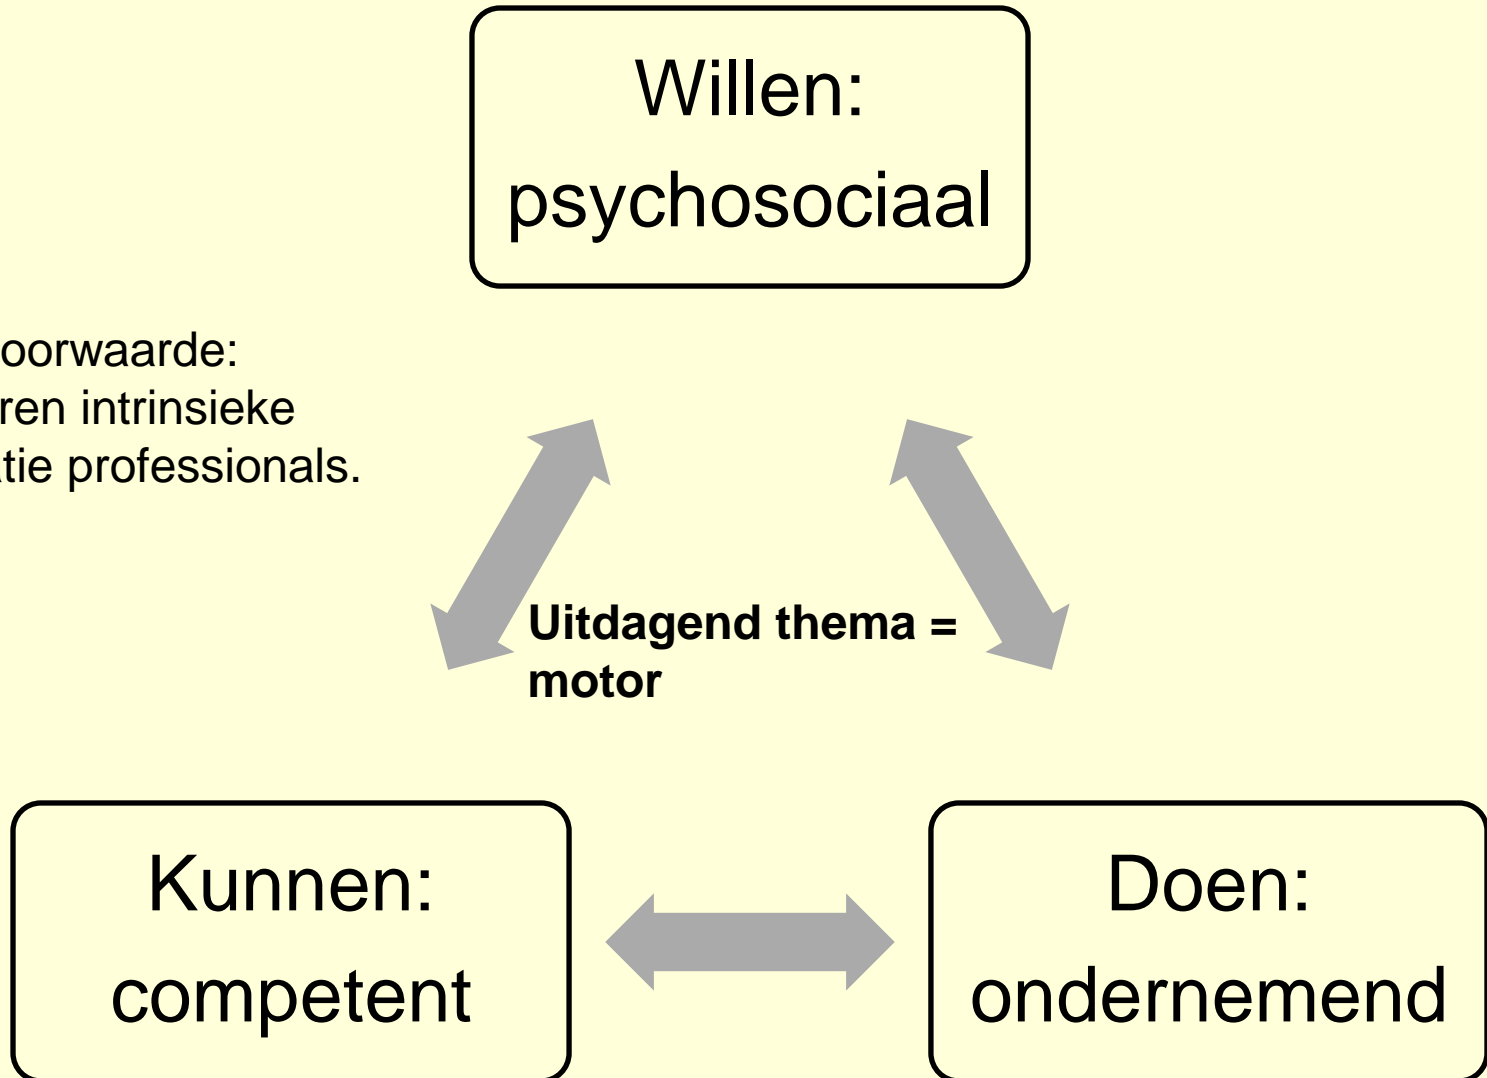 Willen:
psychosociaal
oorwaarde:
ren intrinsieke
tie professionals.
Uitdagend thema =
motor
Kunnen:
competent
Doen:
ondernemend